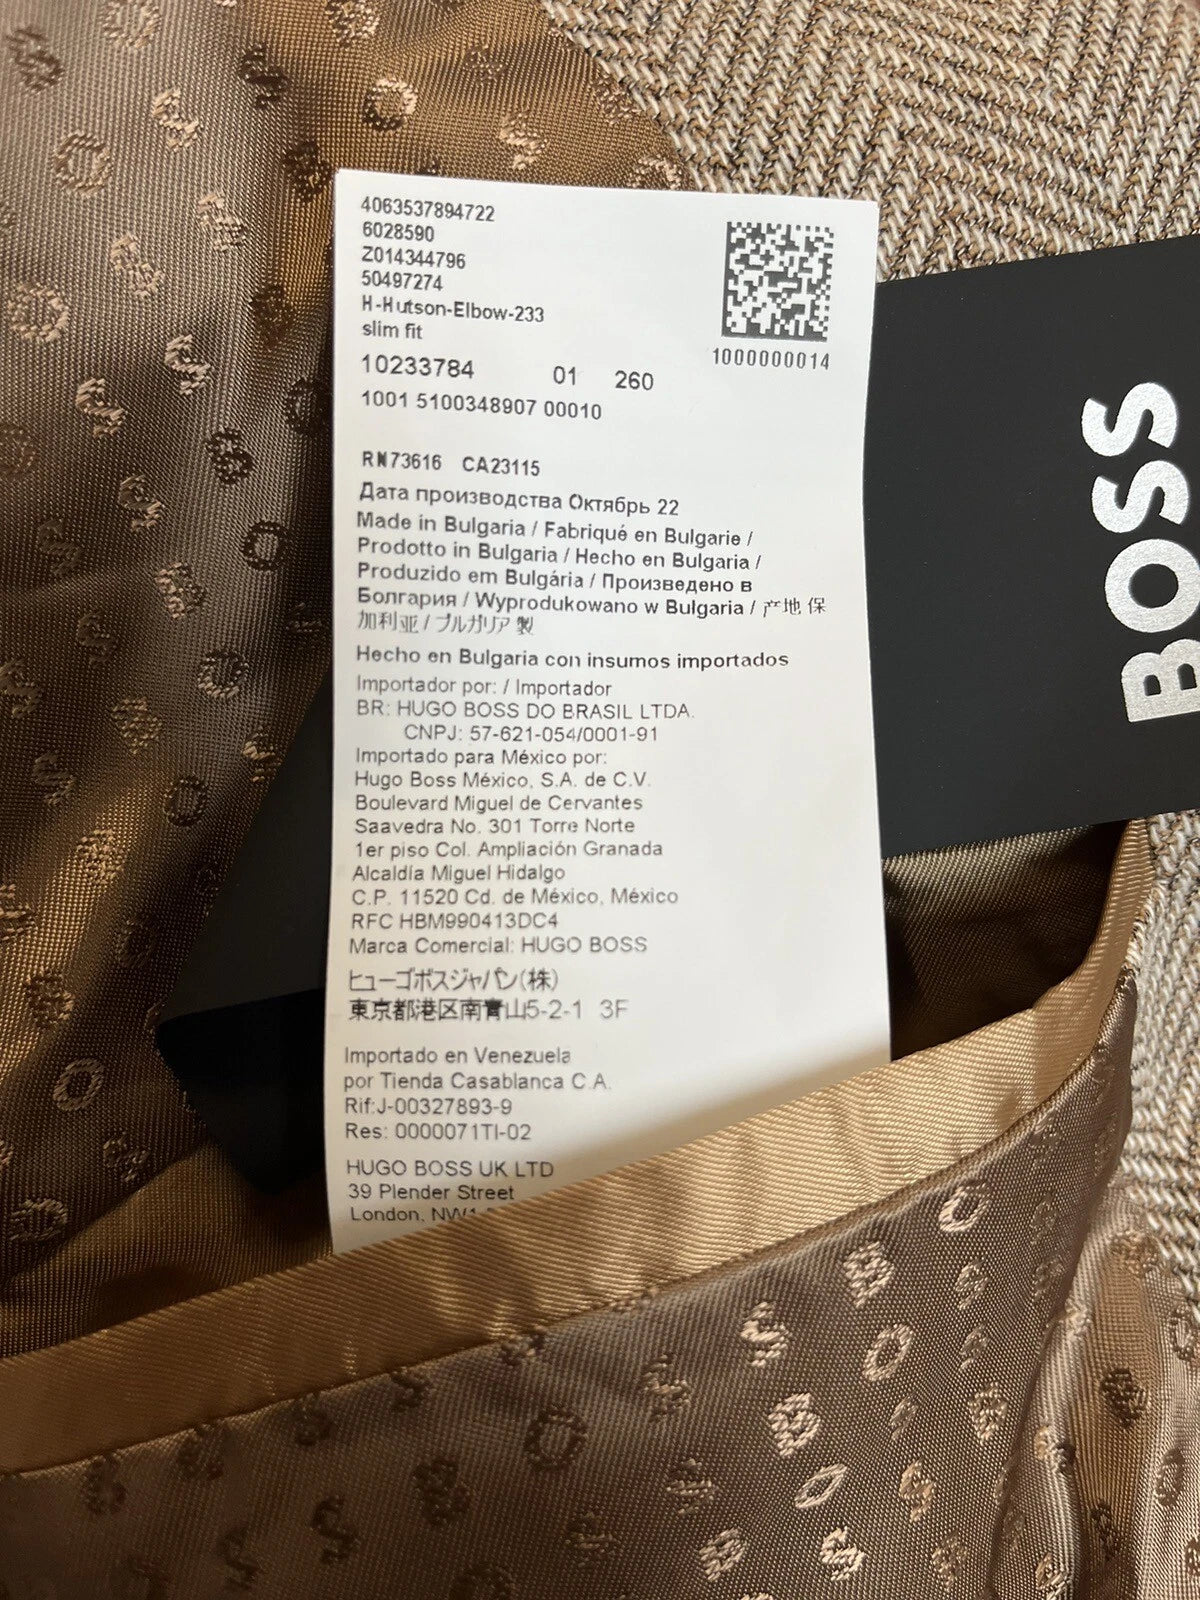 4063537894722
6028590
Z014344796
50497274
H-Hutson-Elbow-233
slim fit
10233784 01 260
1001 5100348907 00010
1000000014
RN73616 CA23115
Дата производства Октябрь 22
Made in Bulgaria / Fabriqué en Bulgarie /
Prodotto in Bulgaria / Hecho en Bulgaria /
Produzido em Bulgária / Произведено в
Болгария / Wyprodukowano w Bulgaria / 产地 保
加利亚 / ブルガリア 製
Hecho en Bulgaria con insumos importados
Importador por: / Importador
BR: HUGO BOSS DO BRASIL LTDA.
CNPJ: 57-621-054/0001-91
Importado para México por:
Hugo Boss México, S.A. de C.V.
Boulevard Miguel de Cervantes
Saavedra No. 301 Torre Norte
1er piso Col. Ampliación Granada
Alcaldía Miguel Hidalgo
C.P. 11520 Cd. de México, México
RFC HBM990413DC4
Marca Comercial: HUGO BOSS
ヒューゴボスジャパン(株)
東京都港区南青山5-2-1 3F
Importado en Venezuela
por Tienda Casablanca C.A.
Rif:J-00327893-9
Res: 0000071TI-02
HUGO BOSS UK LTD
39 Plender Street
London,
BOSS